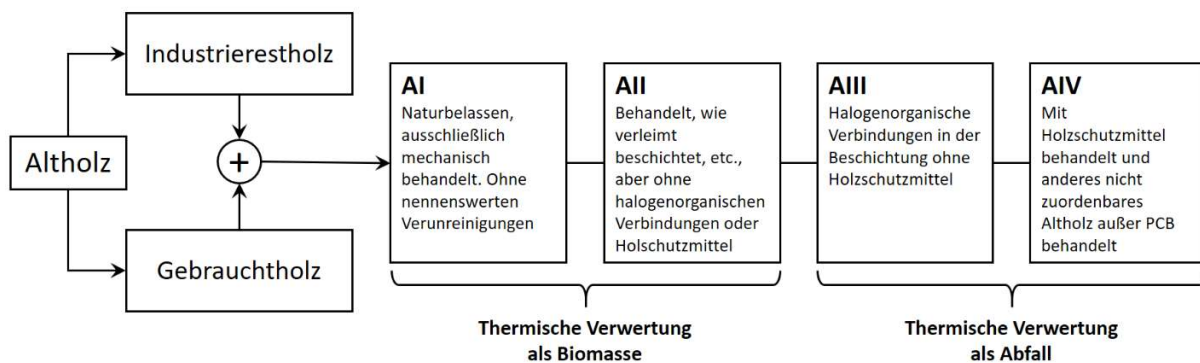 Industrierestholz
Altholz
+
Gebrauchtholz
AI
Naturbelassen,
ausschließlich
mechanisch
behandelt. Ohne
nennenswerten
Verunreinigungen
AII
Behandelt, wie
verleimt
beschichtet, etc.,
aber ohne
halogenorganischen
Verbindungen oder
Holschutzmittel
AIII
Halogenorganische
Verbindungen in der
Beschichtung ohne
Holzschutzmittel
AIV
Mit
Holzschutzmittel
behandelt und
anderes nicht
zuordenbares
Altholz außer PCB
behandelt
Thermische Verwertung
als Biomasse
Thermische Verwertung
als Abfall